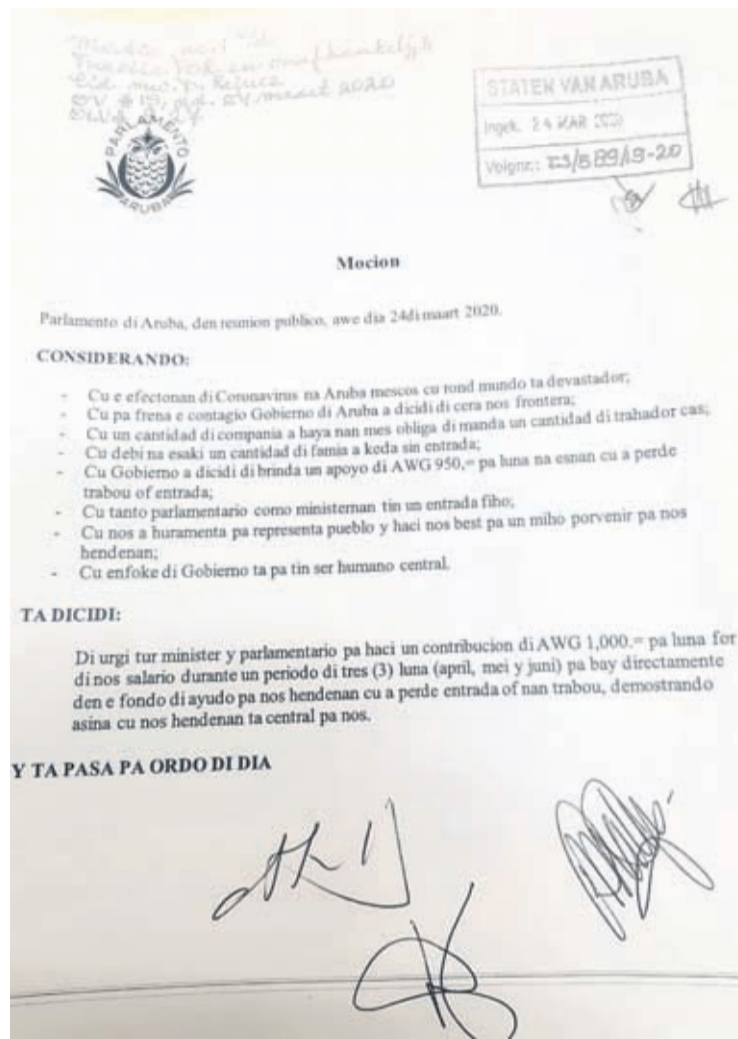 maart 2020
PARLAMENTO
ARUBA
STATEN VAN ARUBA
Ingek. 24 MAR 2020
Volgnr.: ES/589/19-20
Mocion
Parlamento di Aruba, den reunion publico, awe dia 24di maart 2020.
CONSIDERANDO:
- Cu e efectonan di Coronavirus na Aruba mescos cu rond mundo ta devastador;
- Cu pa frena e contagio Gobierno di Aruba a dicidi di cera nos frontera;
- Cu un cantidad di compania a haya nan mes obliga di manda un cantidad di trahador cas;
- Cu debi na esaki un cantidad di famia a keda sin entrada;
- Cu Gobierno a dicidi di brinda un apoyo di AWG 950,= pa luna na esnan cu a perde
trabou of entrada;
- Cu tanto parlamentario como ministernan tin un entrada fiho;
- Cu nos a huramenta pa representa pueblo y haci nos best pa un miho porvenir pa nos
hendenan;
- Cu enfoke di Gobierno ta pa tin ser humano central.
TA DICIDI:
Di urgi tur minister y parlamentario pa haci un contribucion di AWG 1,000.= pa luna for
di nos salario durante un periodo di tres (3) luna (april, mei y juni) pa bay directamente
den e fondo di ayudo pa nos hendenan cu a perde entrada of nan trabou, demostrando
asina cu nos hendenan ta central pa nos.
Y TA PASA PA ORDO DI DIA